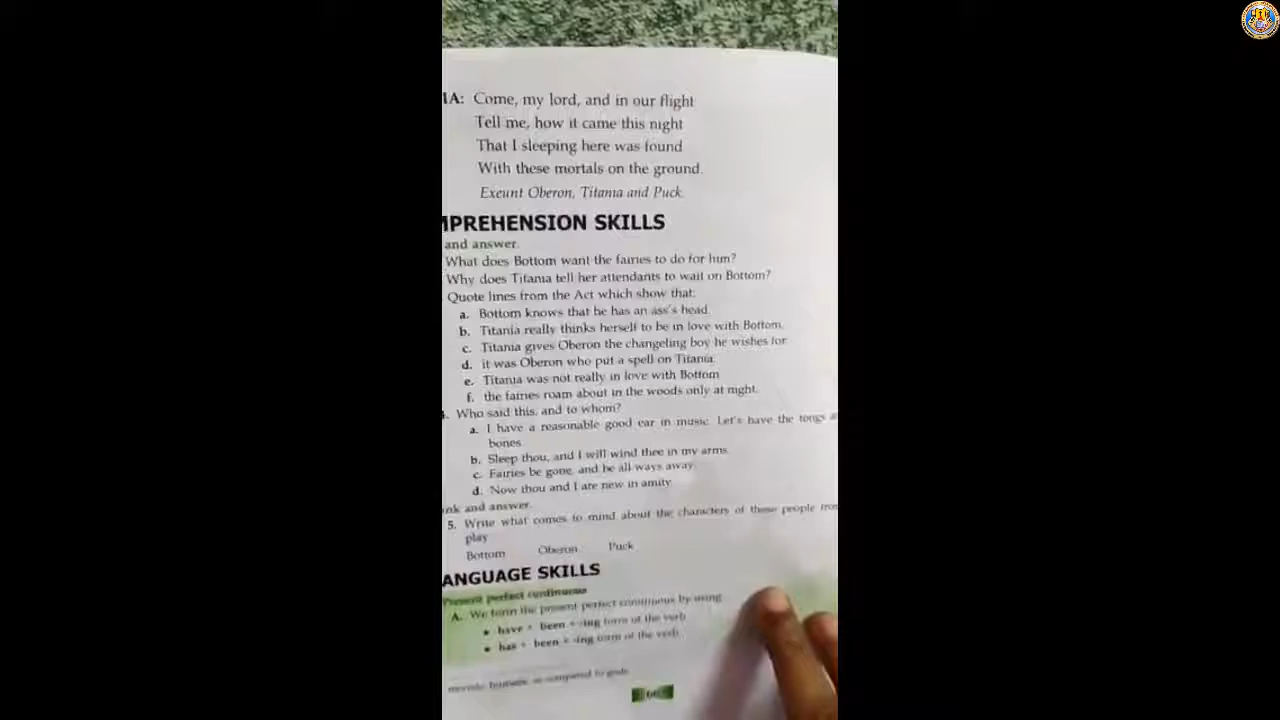 IA: Come, my lord, and in our flight
Tell me, how it came this night
That I sleeping here was found
With these mortals on the ground.
Exeunt Oberon, Titania and Puck.
MPREHENSION SKILLS
and answer.
What does Bottom want the fairies to do for him?
Why does Titania tell her attendants to wait on Bottom?
Quote lines from the Act which show that:
a. Bottom knows that he has an ass's head.
b. Titania really thinks herself to be in love with Bottom.
c. Titania gives Oberon the changeling boy he wishes for.
d. it was Oberon who put a spell on Titania.
e. Titania was not really in love with Bottom.
f. the fairies roam about in the woods only at night.
4. Who said this, and to whom?
a. I have a reasonable good ear in music. Let's have the tongs a
bones.
b. Sleep thou, and I will wind thee in my arms.
c. Fairies be gone, and be all ways away.
d. Now thou and I are new in amity.
nk and answer.
5. Write what comes to mind about the characters of these people from
play
Bottom Oberon Puck
ANGUAGE SKILLS
Present perfect continuous
A. We form the present perfect continuous by using
• have + been + -ing form of the verb
• has + been + -ing form of the verb
humans, as compared to gods